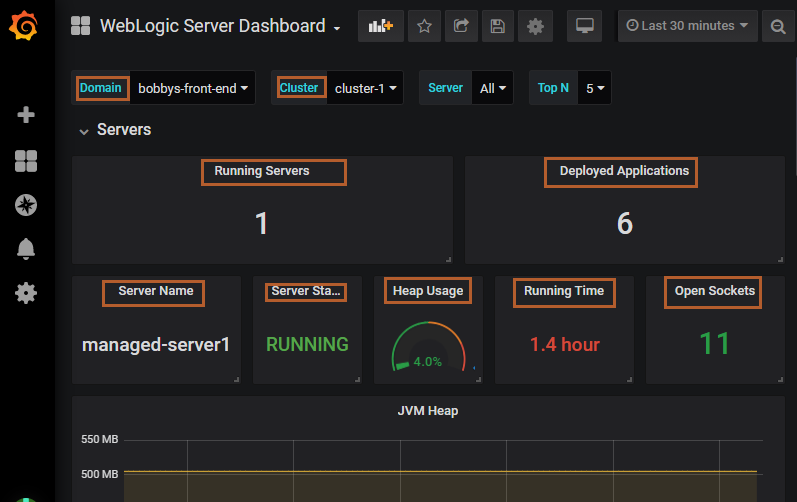 WebLogic Server Dashboard
Last 30 minutes
Domain bobbys-front-end Cluster cluster-1 Server All Top N 5
Servers
Running Servers Deployed Applications
1 6
Server Name Server Sta... Heap Usage Running Time Open Sockets
managed-server1 RUNNING 4.0% 1.4 hour 11
JVM Heap
550 MB
500 MB